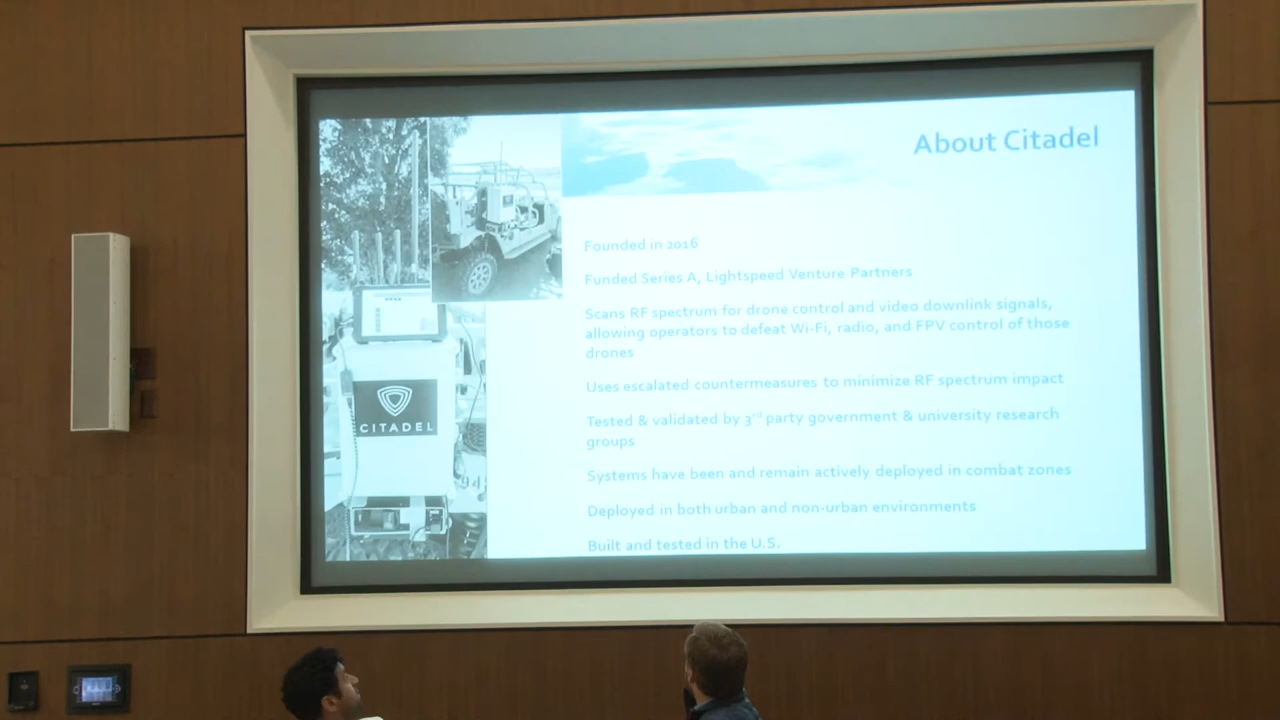 About Citadel
Founded in 2016
Funded Series A, Lightspeed Venture Partners
Scans RF spectrum for drone control and video downlink signals,
allowing operators to defeat Wi-Fi, radio, and FPV control of those
drones
Uses escalated countermeasures to minimize RF spectrum impact
Tested & validated by 3rd party government & university research
groups
Systems have been and remain actively deployed in combat zones
Deployed in both urban and non-urban environments
Built and tested in the U.S.
CITADEL